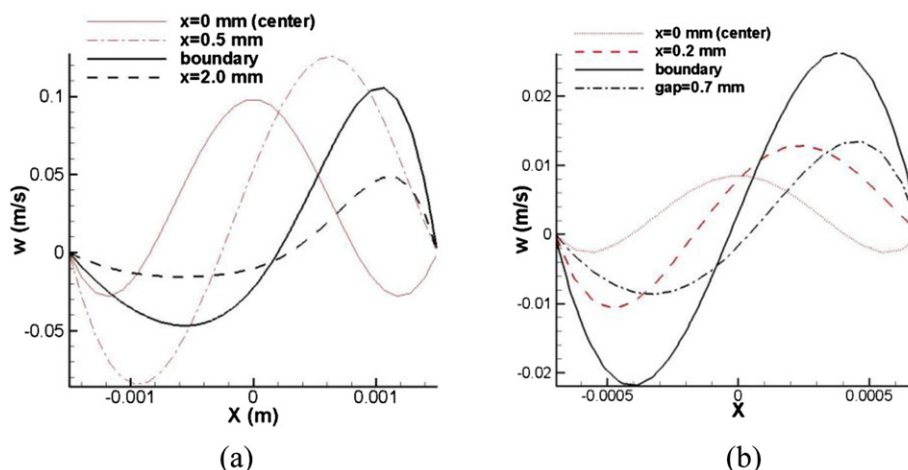 x=0 mm (center)
x=0.5 mm
boundary
x=2.0 mm
0.1
0.05
0
-0.05
w (m/s)
-0.001
0
0.001
X (m)
(a)
x=0 mm (center)
x=0.2 mm
boundary
gap=0.7 mm
0.02
0.01
0
-0.01
-0.02
w (m/s)
-0.0005
0
0.0005
X
(b)